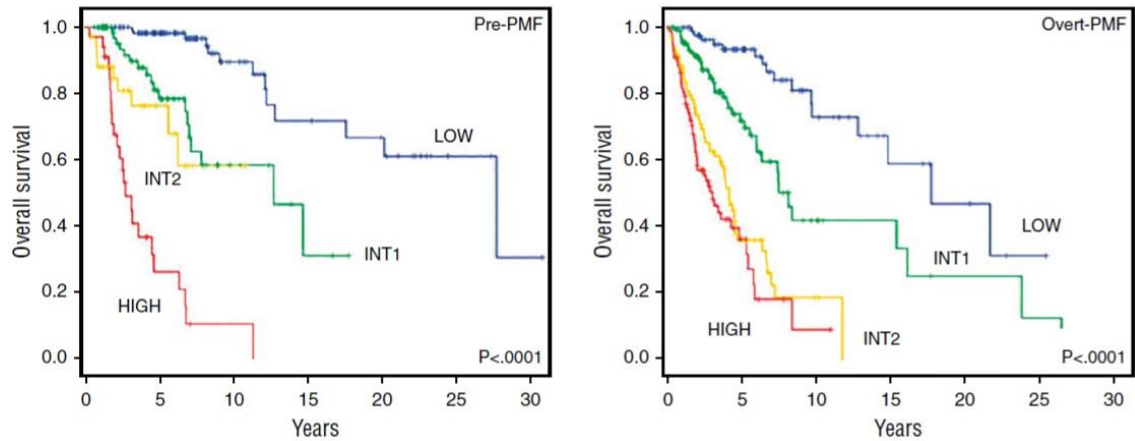 Pre-PMF
Overall survival
1.0
0.8
0.6
0.4
0.2
0.0
LOW
INT2
INT1
HIGH
P<.0001
0 5 10 15 20 25 30
Years
Overt-PMF
Overall survival
1.0
0.8
0.6
0.4
0.2
0.0
LOW
INT1
HIGH
INT2
P<.0001
0 5 10 15 20 25 30
Years